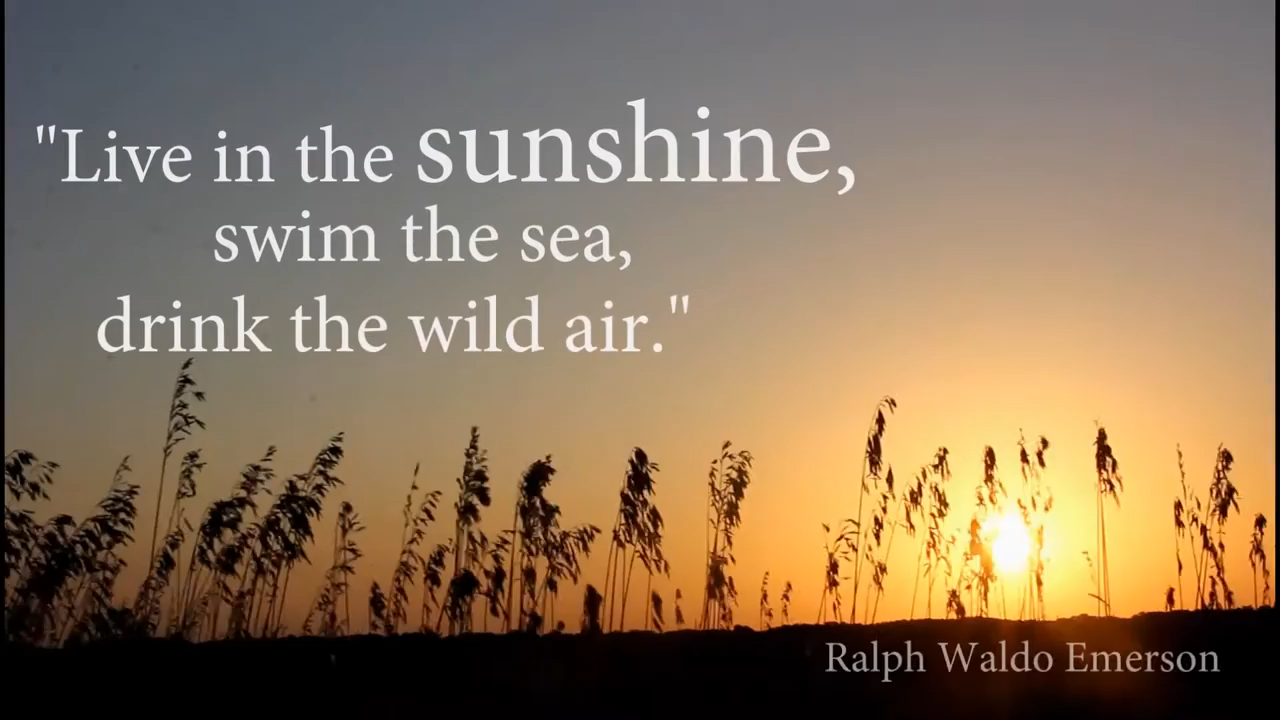 "Live in the sunshine,
swim the sea,
drink the wild air."
Ralph Waldo Emerson